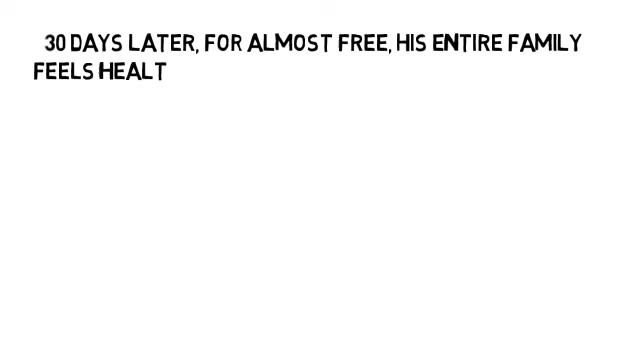 30 DAYS LATER, FOR ALMOST FREE, HIS ENTIRE FAMILY
FEELS HEALT